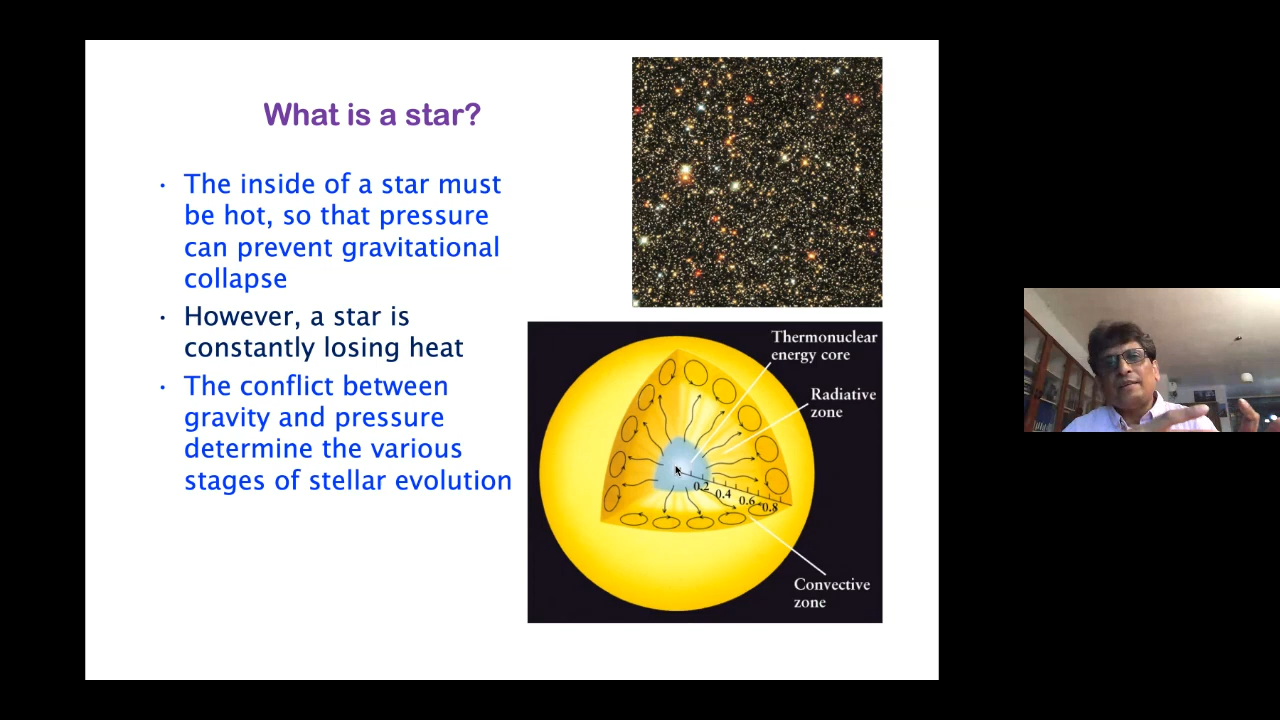 What is a star?
• The inside of a star must
be hot, so that pressure
can prevent gravitational
collapse
• However, a star is
constantly losing heat
• The conflict between
gravity and pressure
determine the various
stages of stellar evolution
Thermonuclear
energy core
Radiative
zone
0.2 0.4 0.6 0.8
Convective
zone